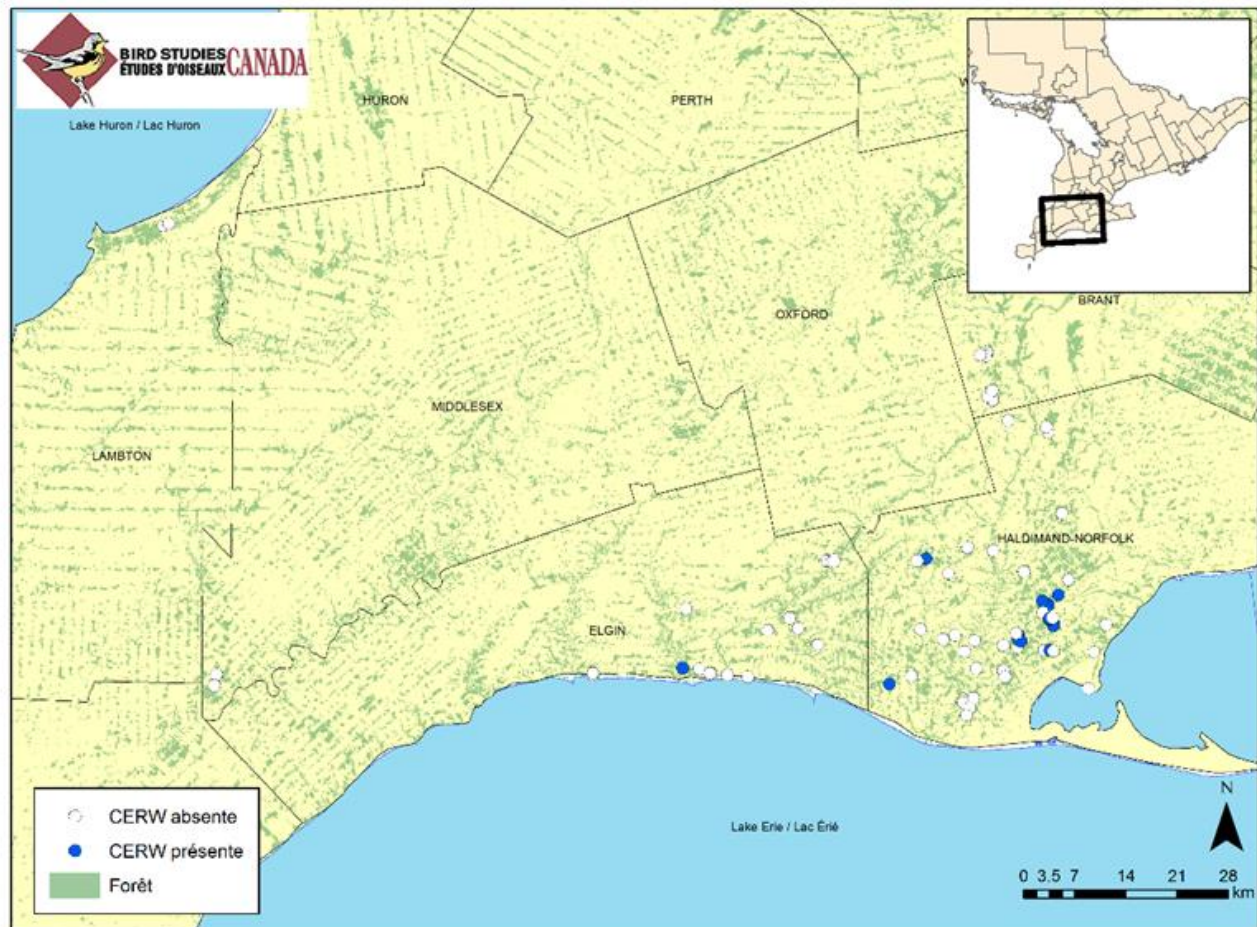 BIRD STUDIES
ÉTUDES D'OISEAUX CANADA
Lake Huron / Lac Huron
HURON
PERTH
W
BRANT
OXFORD
MIDDLESEX
LAMBTON
HALDIMAND-NORFOLK
ELGIN
Lake Erie / Lac Érié
CERW absente
CERW présente
Forêt
N
0 3.5 7 14 21 28
km